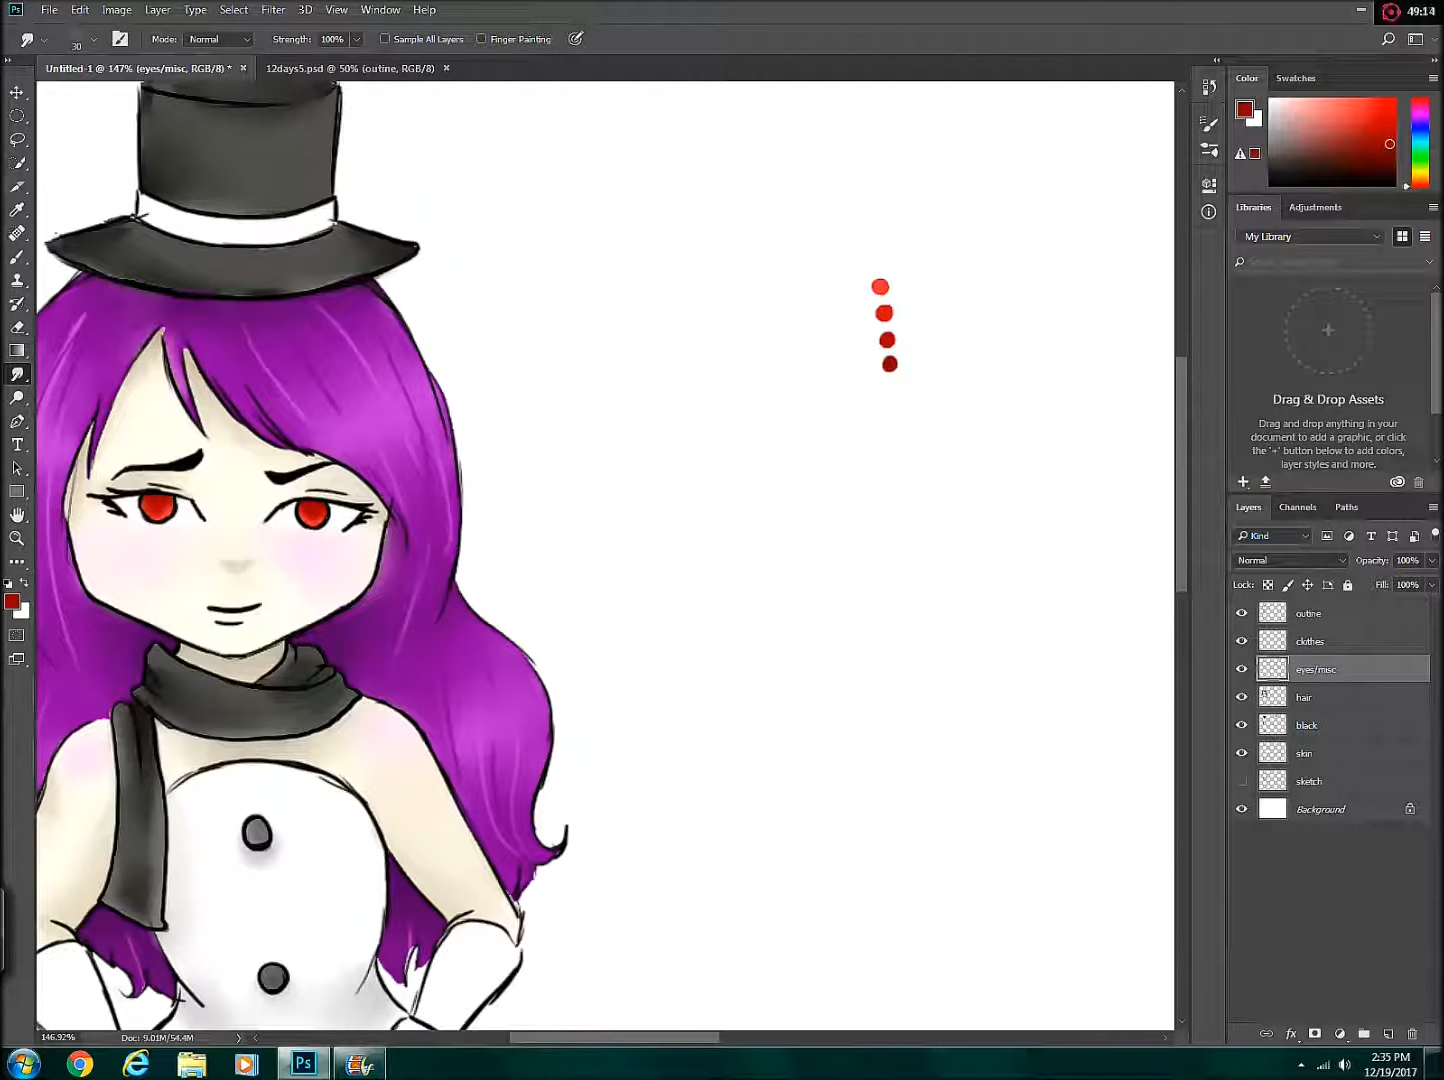 Ps File Edit Image Layer Type Select Filter 3D View Window Help 49:14
30 Mode: Normal Strength: 100% Sample All Layers Finger Painting
Untitled-1 @ 147% (eyes/misc, RGB/8) * × 12days5.psd @ 50% (outine, RGB/8) ×
Color Swatches
Libraries Adjustments
My Library
Drag & Drop Assets
Drag and drop anything in your
document to add a graphic, or click
the '+' button below to add colors,
layer styles and more.
Layers Channels Paths
Kind
Normal Opacity: 100%
Lock: Fill: 100%
outine
clothes
eyes/misc
hair
black
skin
sketch
Background
146.92% Doc: 9.01M/54.4M
fx
Ps
2:35 PM
12/19/2017